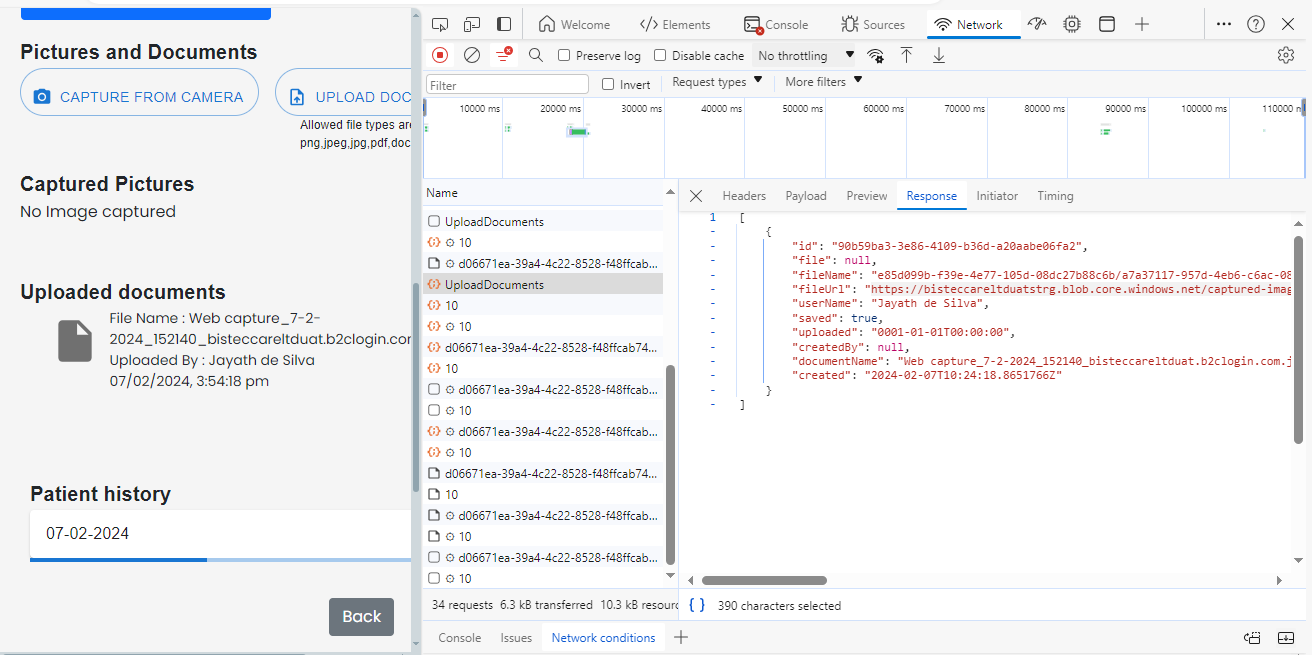 Pictures and Documents
CAPTURE FROM CAMERA
UPLOAD DOC
Allowed file types are
png,jpeg,jpg,pdf,doc
Captured Pictures
No Image captured
Uploaded documents
File Name : Web capture_7-2-
2024_152140_bisteccareltduat.b2clogin.com
Uploaded By : Jayath de Silva
07/02/2024, 3:54:18 pm
Patient history
07-02-2024
Back
Welcome
</> Elements
Console
Sources
Network
Preserve log
Disable cache
No throttling
Filter
Invert
Request types
More filters
10000 ms
20000 ms
30000 ms
40000 ms
50000 ms
60000 ms
70000 ms
80000 ms
90000 ms
100000 ms
110000 m
Name
UploadDocuments
10
d06671ea-39a4-4c22-8528-f48ffcab...
UploadDocuments
10
10
d06671ea-39a4-4c22-8528-f48ffcab74...
10
d06671ea-39a4-4c22-8528-f48ffcab...
10
d06671ea-39a4-4c22-8528-f48ffcab...
10
d06671ea-39a4-4c22-8528-f48ffcab74...
10
d06671ea-39a4-4c22-8528-f48ffcab...
10
d06671ea-39a4-4c22-8528-f48ffcab...
10
34 requests 6.3 kB transferred 10.3 kB resourc
Headers
Payload
Preview
Response
Initiator
Timing
1 [
- {
- "id": "90b59ba3-3e86-4109-b36d-a20aabe06fa2",
- "file": null,
- "fileName": "e85d099b-f39e-4e77-105d-08dc27b88c6b/a7a37117-957d-4eb6-c6ac-08
- "fileUrl": "https://bisteccareltduatstrg.blob.core.windows.net/captured-imag
- "userName": "Jayath de Silva",
- "saved": true,
- "uploaded": "0001-01-01T00:00:00",
- "createdBy": null,
- "documentName": "Web capture_7-2-2024_152140_bisteccareltduat.b2clogin.com.j
- "created": "2024-02-07T10:24:18.8651766Z"
- }
- ]
{ } 390 characters selected
Console
Issues
Network conditions